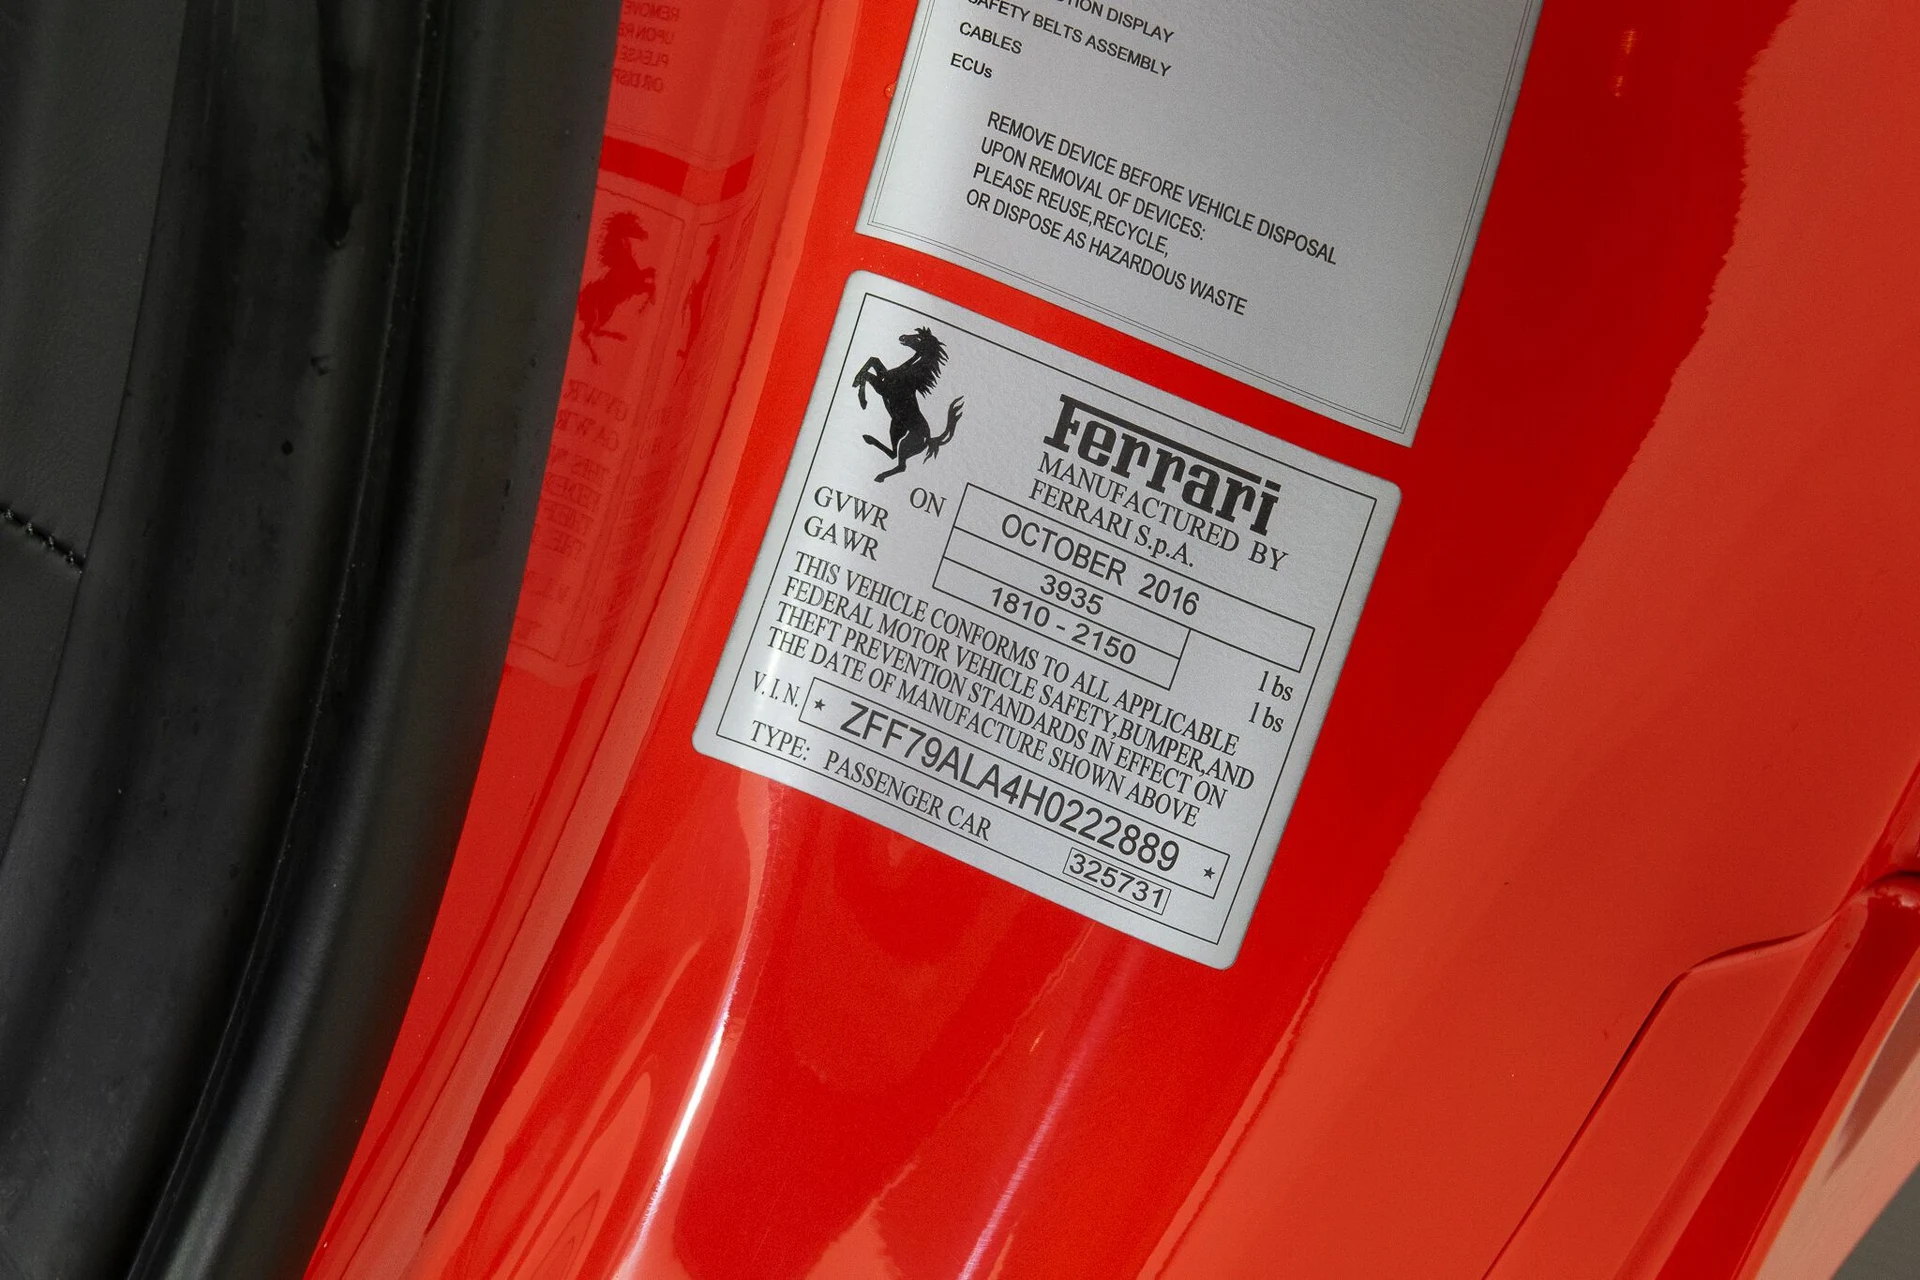 TION DISPLAY
SAFETY BELTS ASSEMBLY
CABLES
ECUs
REMOVE DEVICE BEFORE VEHICLE DISPOSAL
UPON REMOVAL OF DEVICES:
PLEASE REUSE,RECYCLE,
OR DISPOSE AS HAZARDOUS WASTE
Ferrari
MANUFACTURED BY
FERRARI S.p.A.
ON OCTOBER 2016
GVWR 3935 lbs
GAWR 1810 - 2150 lbs
THIS VEHICLE CONFORMS TO ALL APPLICABLE
FEDERAL MOTOR VEHICLE SAFETY,BUMPER,AND
THEFT PREVENTION STANDARDS IN EFFECT ON
THE DATE OF MANUFACTURE SHOWN ABOVE
V.I.N. * ZFF79ALA4H0222889 *
TYPE: PASSENGER CAR 325731